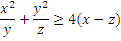 x²/y + y²/z ≥ 4(x − z)